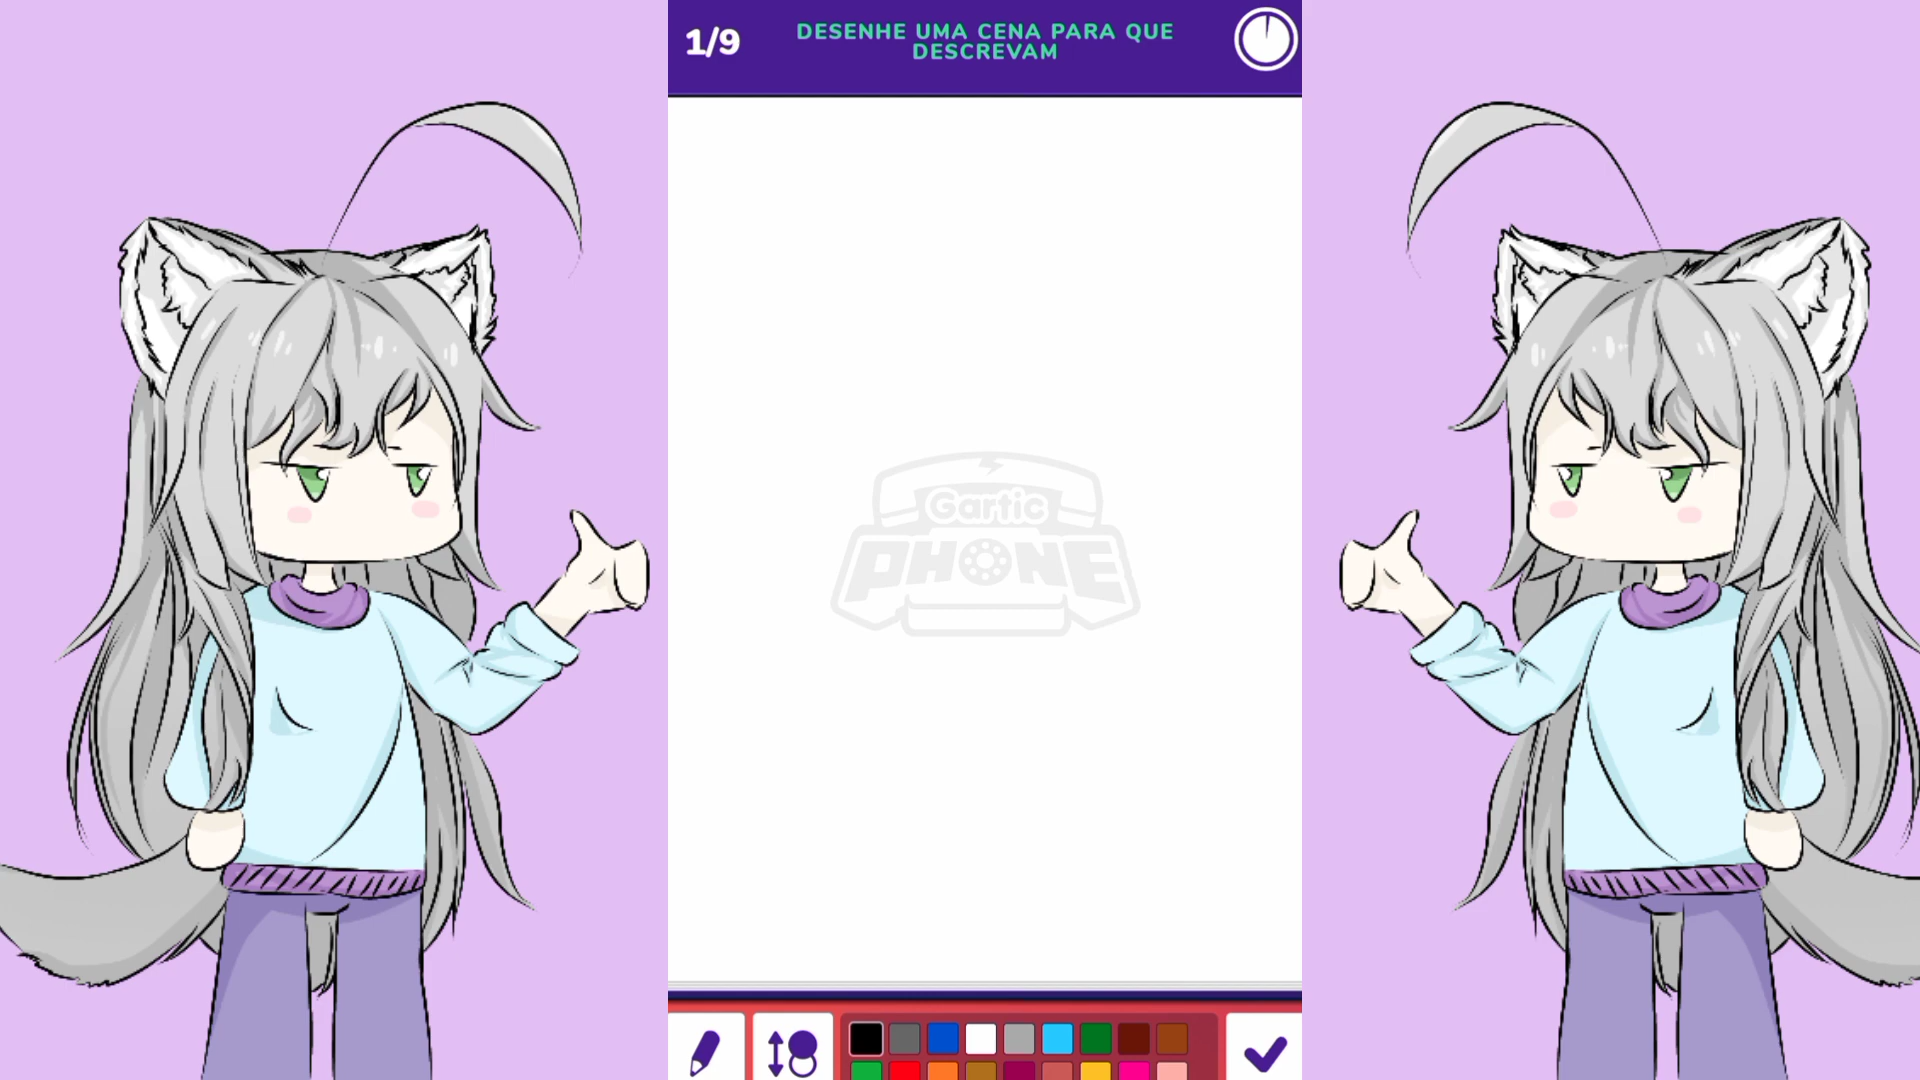 1/9
DESENHE UMA CENA PARA QUE
DESCREVAM
Gartic
PHONE